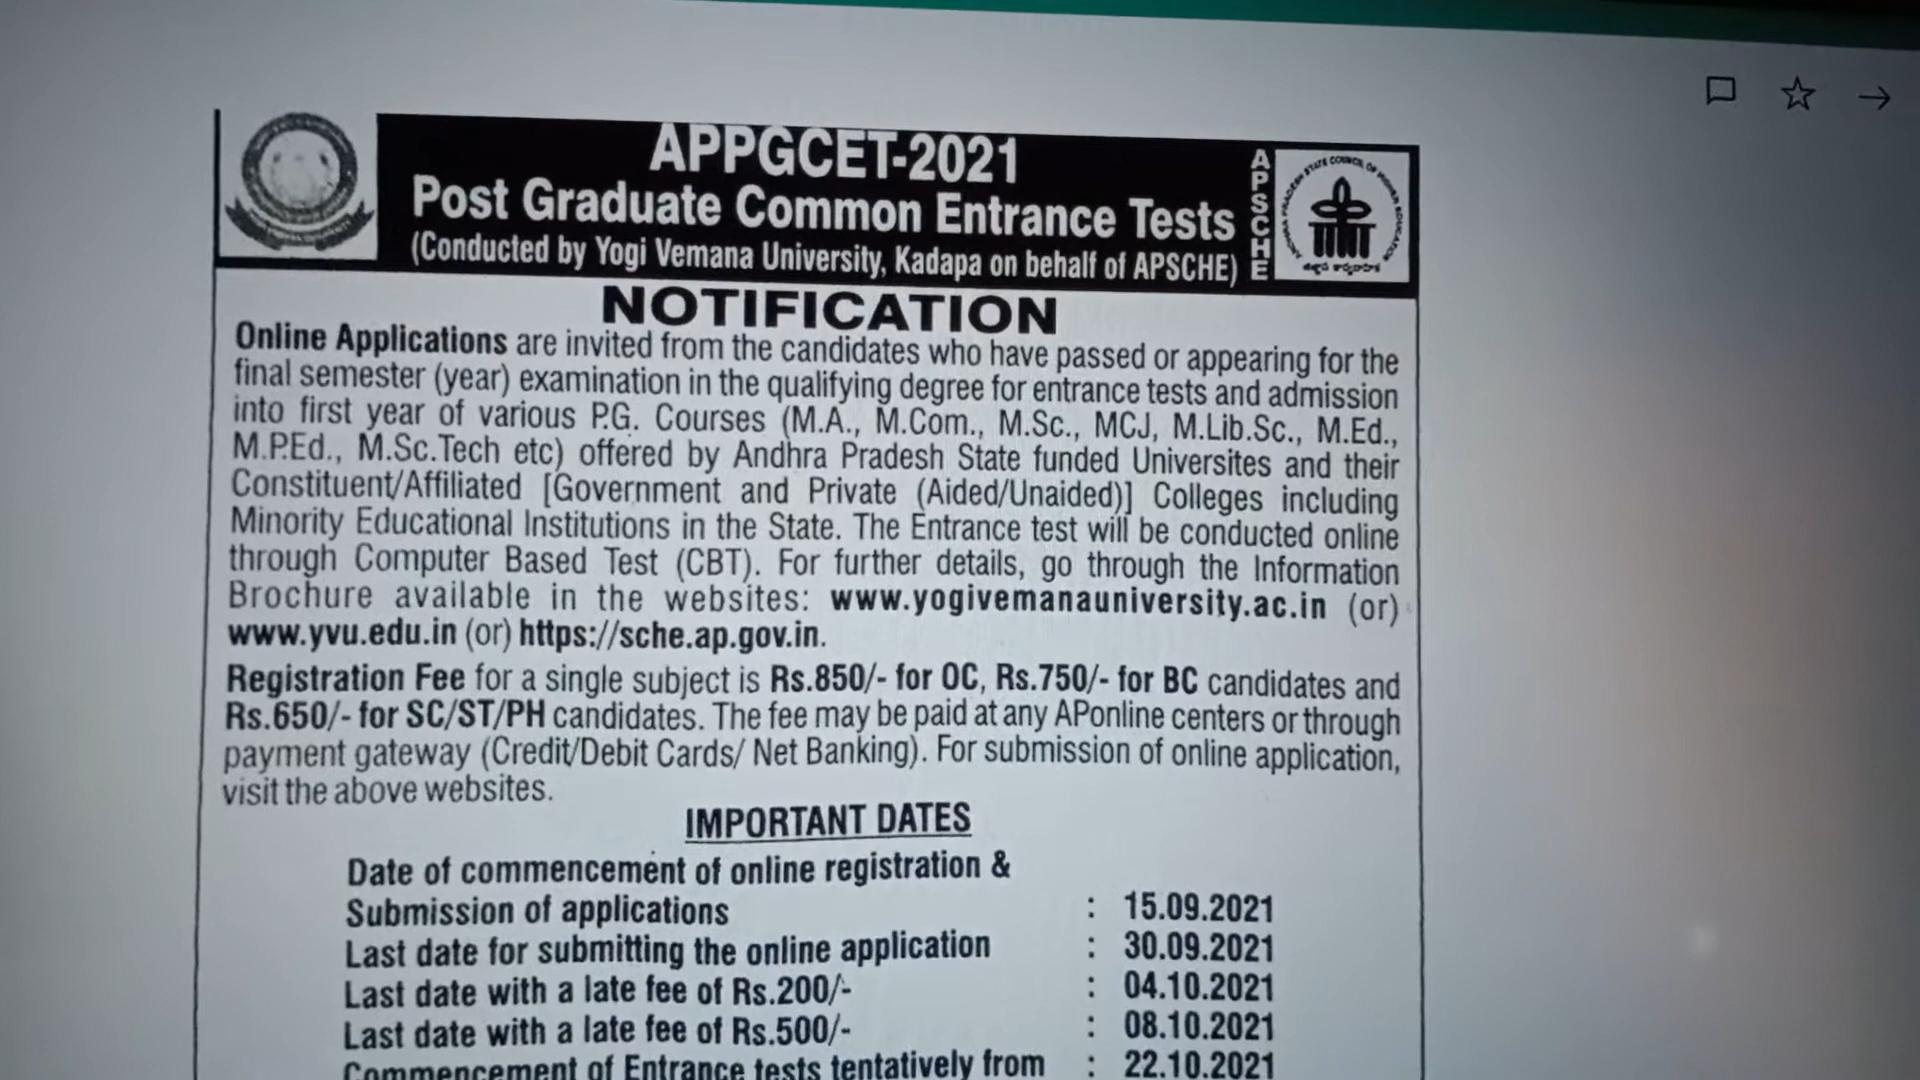 APPGCET-2021
Post Graduate Common Entrance Tests
(Conducted by Yogi Vemana University, Kadapa on behalf of APSCHE)
APSCHE
NOTIFICATION
Online Applications are invited from the candidates who have passed or appearing for the
final semester (year) examination in the qualifying degree for entrance tests and admission
into first year of various P.G. Courses (M.A., M.Com., M.Sc., MCJ, M.Lib.Sc., M.Ed.,
M.P.Ed., M.Sc.Tech etc) offered by Andhra Pradesh State funded Universites and their
Constituent/Affiliated [Government and Private (Aided/Unaided)] Colleges including
Minority Educational Institutions in the State. The Entrance test will be conducted online
through Computer Based Test (CBT). For further details, go through the Information
Brochure available in the websites: www.yogivemanauniversity.ac.in (or)
www.yvu.edu.in (or) https://sche.ap.gov.in.
Registration Fee for a single subject is Rs.850/- for OC, Rs.750/- for BC candidates and
Rs.650/- for SC/ST/PH candidates. The fee may be paid at any APonline centers or through
payment gateway (Credit/Debit Cards/ Net Banking). For submission of online application,
visit the above websites.
IMPORTANT DATES
Date of commencement of online registration &
Submission of applications : 15.09.2021
Last date for submitting the online application : 30.09.2021
Last date with a late fee of Rs.200/- : 04.10.2021
Last date with a late fee of Rs.500/- : 08.10.2021
Commencement of Entrance tests tentatively from : 22.10.2021